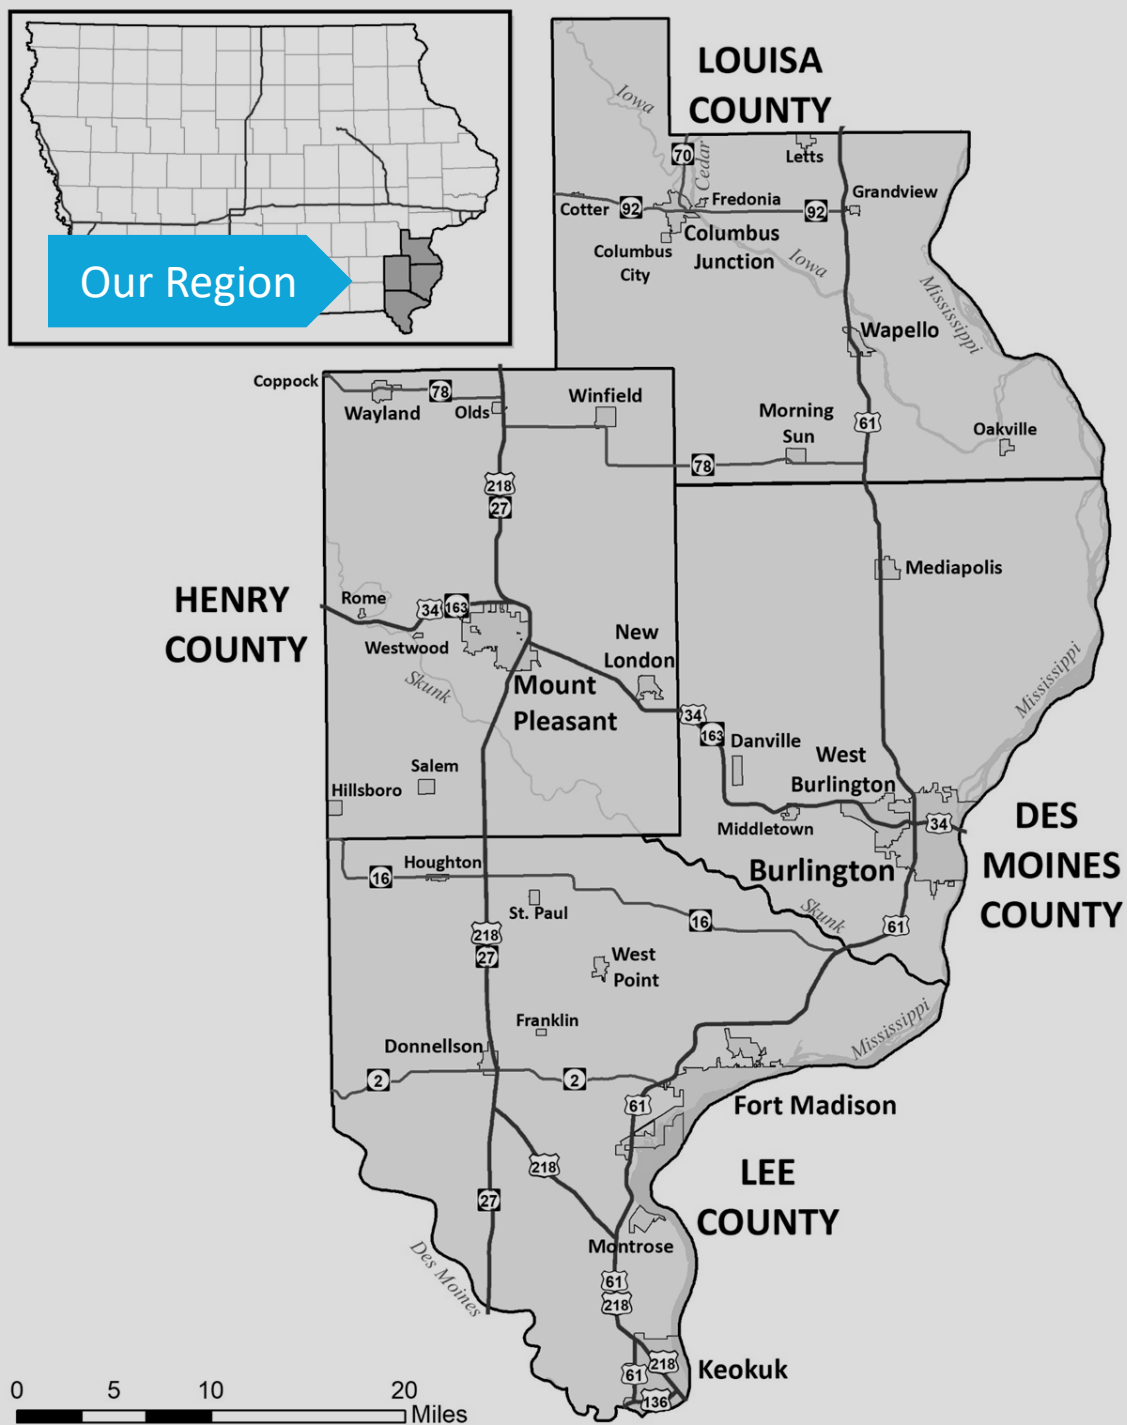 Our Region
LOUISA
COUNTY
Iowa
70
Cedar
Letts
Cotter
92
Fredonia
92
Grandview
Columbus
Junction
Columbus
City
Iowa
Mississippi
Wapello
Coppock
Wayland
78
Olds
Winfield
Morning
Sun
61
Oakville
78
218
27
Mediapolis
HENRY
COUNTY
Rome
34
163
Westwood
New
London
Skunk
Mount
Pleasant
Mississippi
34
163
Danville
West
Burlington
Salem
Hillsboro
Middletown
34
DES
MOINES
COUNTY
Burlington
Houghton
16
St. Paul
16
Skunk
61
218
27
West
Point
Franklin
Mississippi
Donnellson
2
2
61
Fort Madison
218
27
LEE
COUNTY
Montrose
Des Moines
61
218
218
61
136
Keokuk
0
5
10
20
Miles